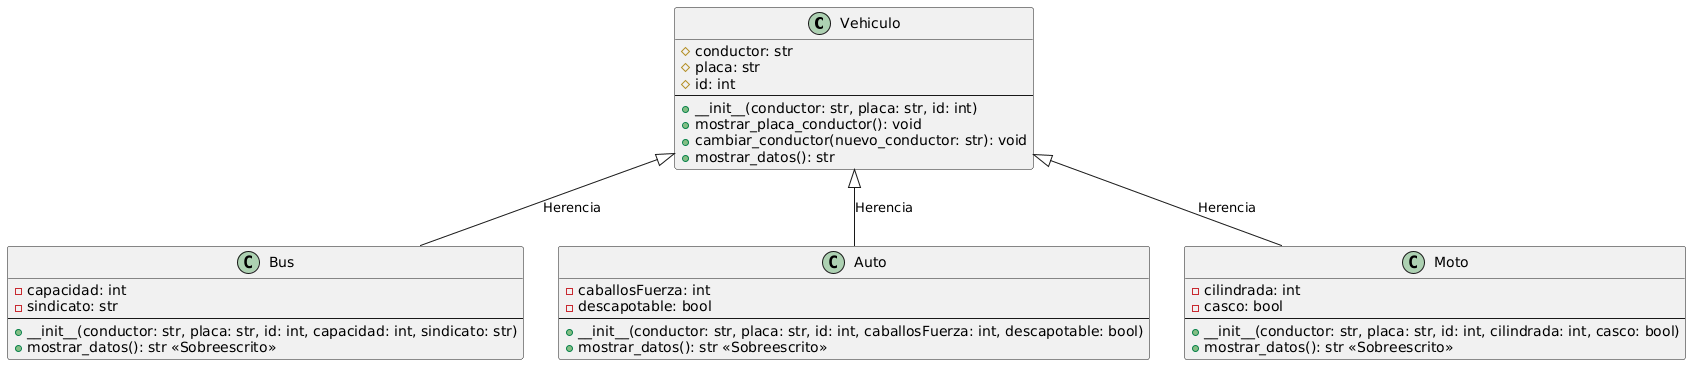 C Vehiculo
conductor: str
placa: str
id: int
__init__(conductor: str, placa: str, id: int)
mostrar_placa_conductor(): void
cambiar_conductor(nuevo_conductor: str): void
mostrar_datos(): str
Herencia
Herencia
Herencia
C Bus
capacidad: int
sindicato: str
__init__(conductor: str, placa: str, id: int, capacidad: int, sindicato: str)
mostrar_datos(): str «Sobreescrito»
C Auto
caballosFuerza: int
descapotable: bool
__init__(conductor: str, placa: str, id: int, caballosFuerza: int, descapotable: bool)
mostrar_datos(): str «Sobreescrito»
C Moto
cilindrada: int
casco: bool
__init__(conductor: str, placa: str, id: int, cilindrada: int, casco: bool)
mostrar_datos(): str «Sobreescrito»